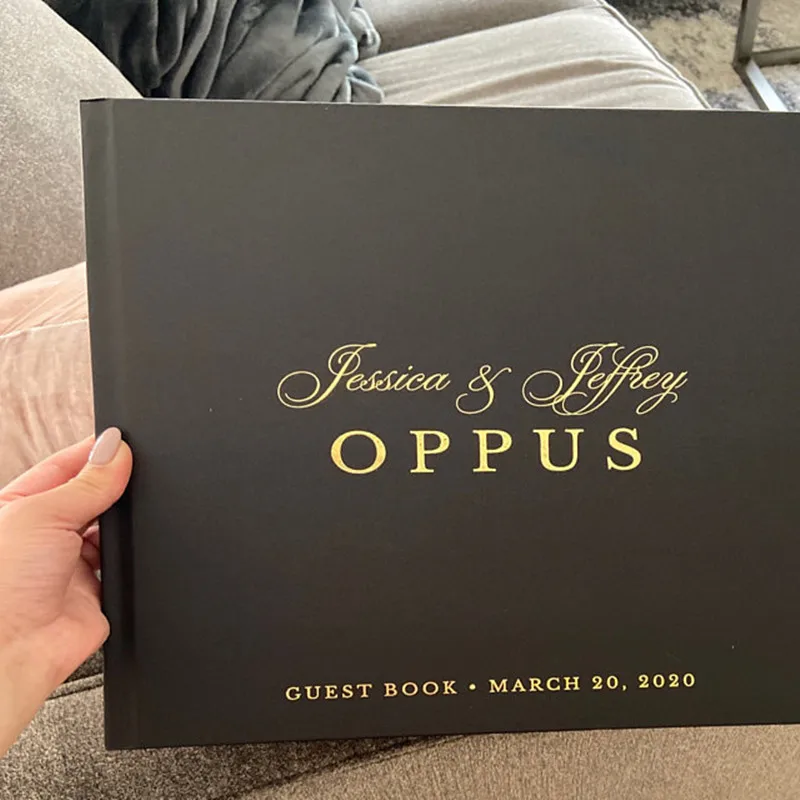 Jessica & Jeffrey
OPPUS
GUEST BOOK • MARCH 20, 2020